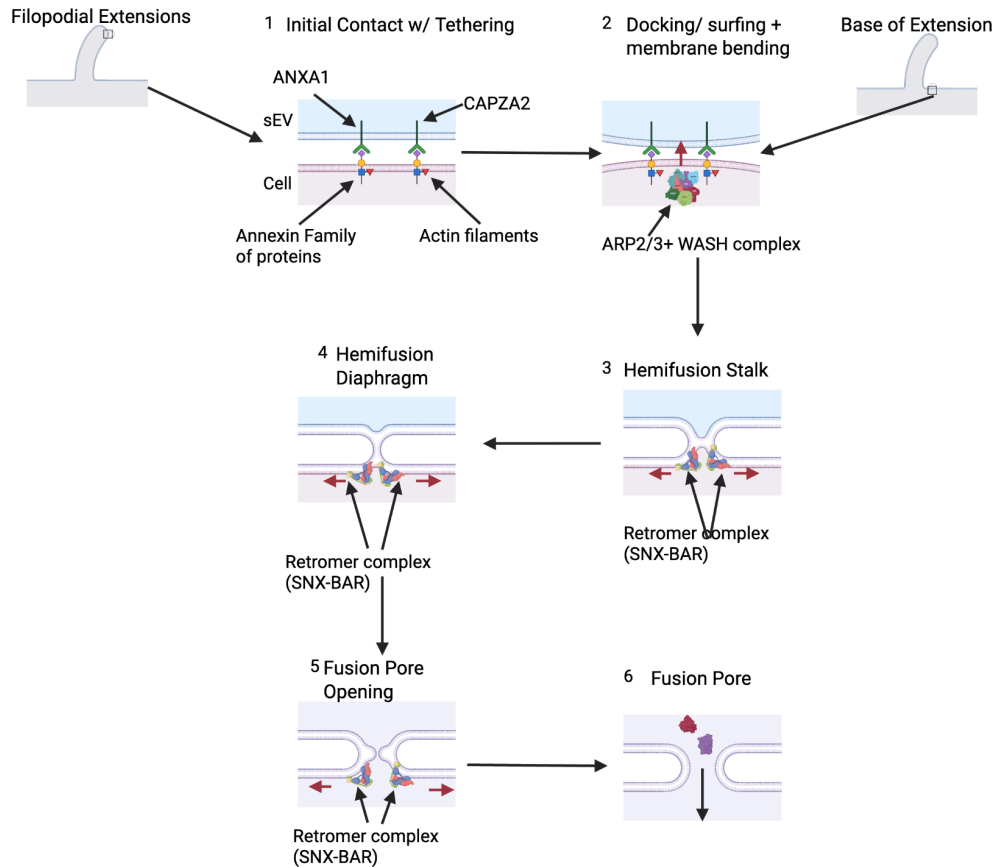 Filopodial Extensions
1 Initial Contact w/ Tethering
2 Docking/ surfing +
membrane bending
Base of Extension
ANXA1
CAPZA2
sEV
Cell
Annexin Family
of proteins
Actin filaments
ARP2/3+ WASH complex
4 Hemifusion
Diaphragm
3 Hemifusion Stalk
Retromer complex
(SNX-BAR)
Retromer complex
(SNX-BAR)
5 Fusion Pore
Opening
6 Fusion Pore
Retromer complex
(SNX-BAR)